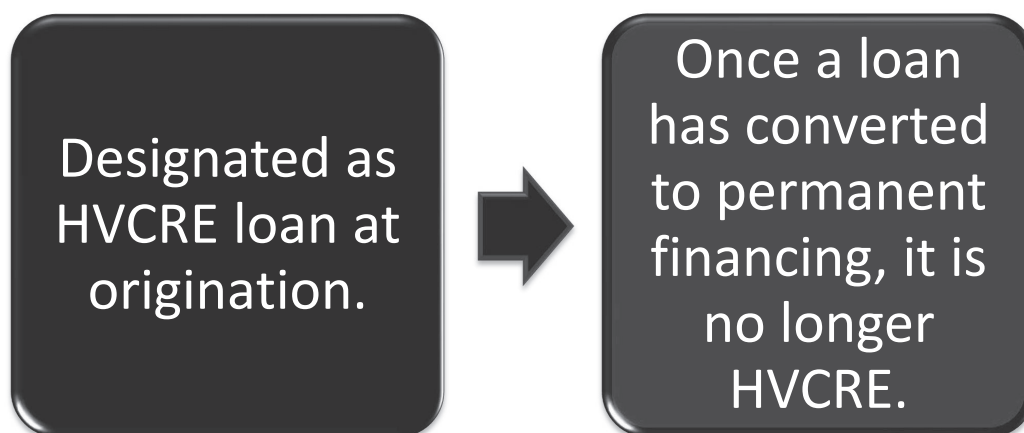 Designated as
HVCRE loan at
origination.
Once a loan
has converted
to permanent
financing, it is
no longer
HVCRE.